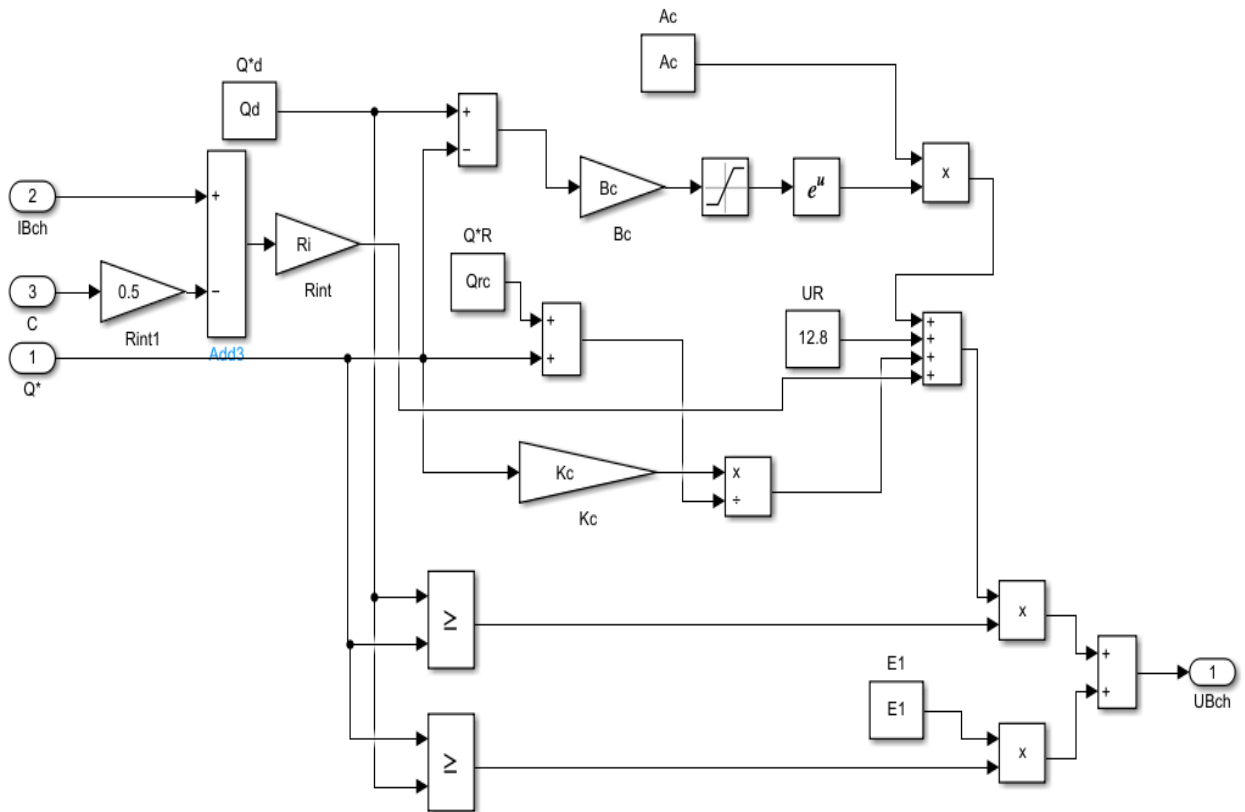 Ac
Ac
Q*d
Qd
+
−
Bc
Bc
eᵘ
x
2
IBch
+
−
Ri
Rint
3
C
0.5
Rint1
Add3
1
Q*
Q*R
Qrc
+
+
UR
12.8
+
+
+
+
Kc
Kc
x
÷
≥
x
E1
E1
+
+
1
UBch
≥
x